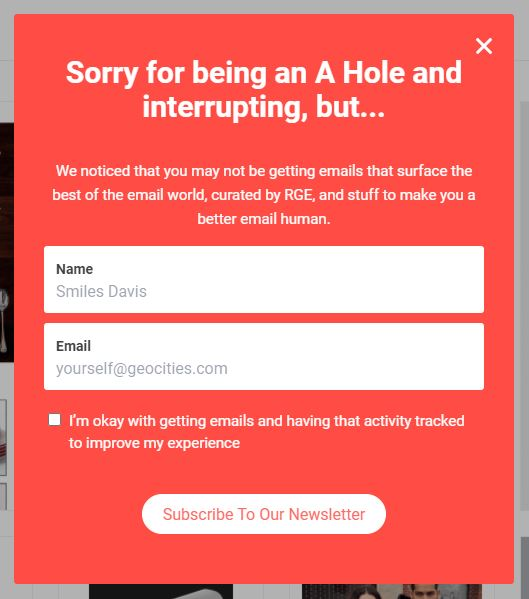 Sorry for being an A Hole and
interrupting, but...
We noticed that you may not be getting emails that surface the
best of the email world, curated by RGE, and stuff to make you a
better email human.
Name
Smiles Davis
Email
yourself@geocities.com
I’m okay with getting emails and having that activity tracked
to improve my experience
Subscribe To Our Newsletter